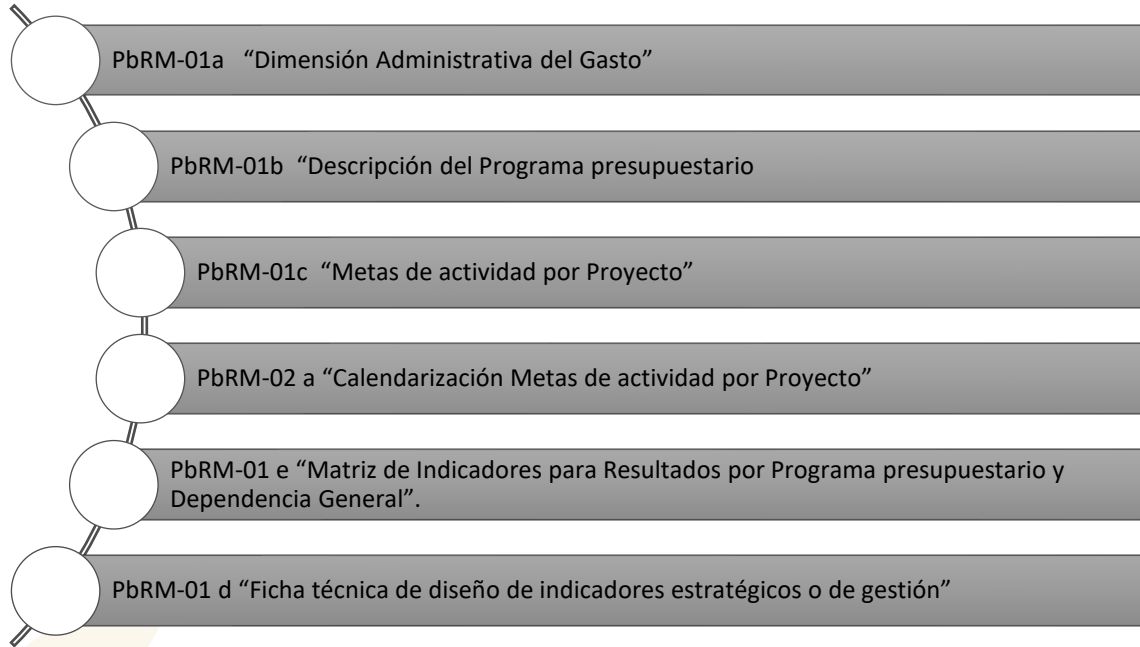 PbRM-01a “Dimensión Administrativa del Gasto”
PbRM-01b “Descripción del Programa presupuestario
PbRM-01c “Metas de actividad por Proyecto”
PbRM-02 a “Calendarización Metas de actividad por Proyecto”
PbRM-01 e “Matriz de Indicadores para Resultados por Programa presupuestario y
Dependencia General”.
PbRM-01 d “Ficha técnica de diseño de indicadores estratégicos o de gestión”